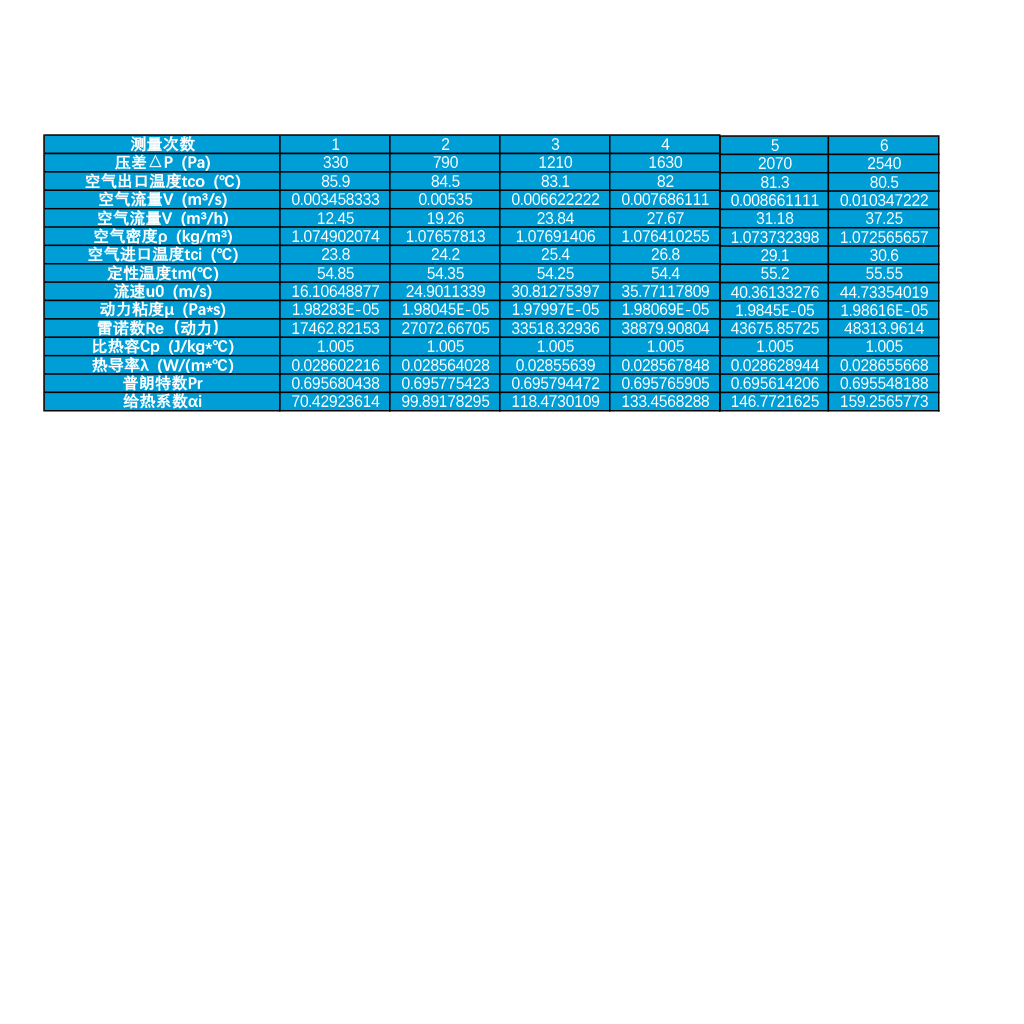 测量次数 1 2 3 4 5 6
压差△P (Pa) 330 790 1210 1630 2070 2540
空气出口温度tco (℃) 85.9 84.5 83.1 82 81.3 80.5
空气流量V (m³/s) 0.003458333 0.00535 0.006622222 0.007686111 0.008661111 0.010347222
空气流量V (m³/h) 12.45 19.26 23.84 27.67 31.18 37.25
空气密度ρ (kg/m³) 1.074902074 1.07657813 1.07691406 1.076410255 1.073732398 1.072565657
空气进口温度tci (℃) 23.8 24.2 25.4 26.8 29.1 30.6
定性温度tm(℃) 54.85 54.35 54.25 54.4 55.2 55.55
流速u0 (m/s) 16.10648877 24.9011339 30.81275397 35.77117809 40.36133276 44.73354019
动力粘度μ (Pa*s) 1.98283E-05 1.98045E-05 1.97997E-05 1.98069E-05 1.9845E-05 1.98616E-05
雷诺数Re（动力） 17462.82153 27072.66705 33518.32936 38879.90804 43675.85725 48313.9614
比热容Cp (J/kg*℃) 1.005 1.005 1.005 1.005 1.005 1.005
热导率λ (W/(m*℃) 0.028602216 0.028564028 0.02855639 0.028567848 0.028628944 0.028655668
普朗特数Pr 0.695680438 0.695775423 0.695794472 0.695765905 0.695614206 0.695548188
给热系数αi 70.42923614 99.89178295 118.4730109 133.4568288 146.7721625 159.2565773